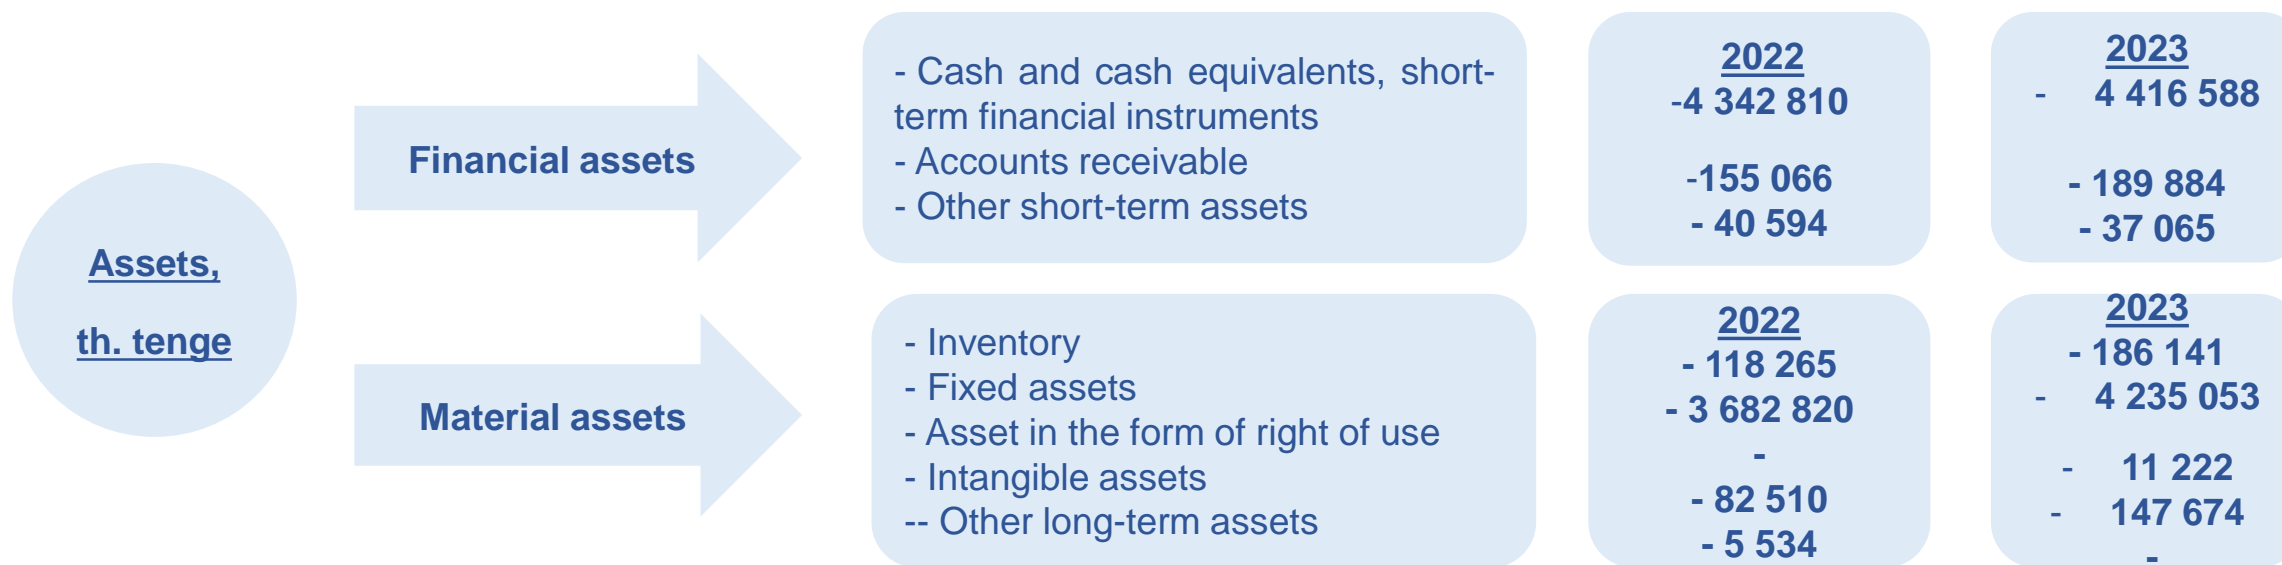 Assets,
th. tenge
Financial assets
- Cash and cash equivalents, short-
term financial instruments
- Accounts receivable
- Other short-term assets
2022
-4 342 810
-155 066
- 40 594
2023
- 4 416 588
- 189 884
- 37 065
Material assets
- Inventory
- Fixed assets
- Asset in the form of right of use
- Intangible assets
-- Other long-term assets
2022
- 118 265
- 3 682 820
-
- 82 510
- 5 534
2023
- 186 141
- 4 235 053
- 11 222
- 147 674
-